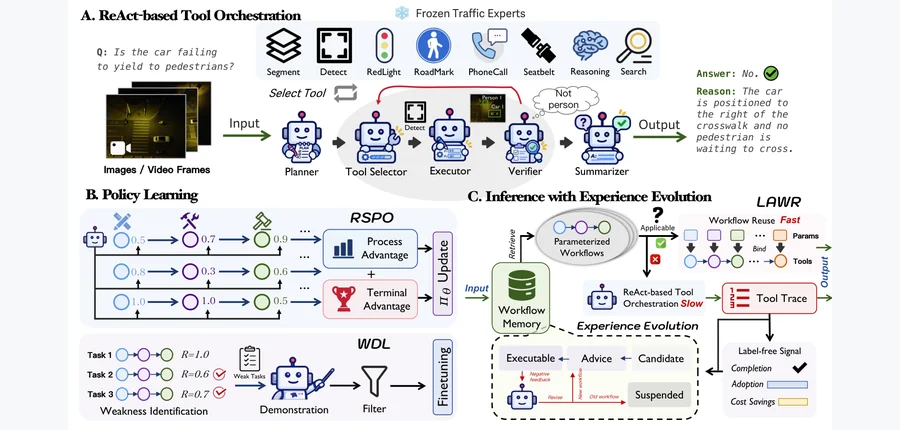 A. ReAct-based Tool Orchestration
Frozen Traffic Experts
Segment
Detect
RedLight
RoadMark
PhoneCall
Seatbelt
Reasoning
Search
Q: Is the car failing
to yield to pedestrians?
Images / Video Frames
Input
Select Tool
Detect
Person 1
Car 1
Not
person
Planner
Tool Selector
Executor
Verifier
Summarizer
Output
Answer: No.
Reason: The car
is positioned to
the right of the
crosswalk and no
pedestrian is
waiting to cross.
B. Policy Learning
RSPO
0.5
0.7
0.9
...
0.8
0.3
0.6
...
1.0
1.0
0.5
...
Process
Advantage
+
Terminal
Advantage
Πθ Update
WDL
Task 1
R=1.0
Task 2
R=0.6
Task 3
R=0.7
Weakness Identification
Weak Tasks
Demonstration
Filter
Finetuning
C. Inference with Experience Evolution
LAWR
Input
Workflow
Memory
Retrieve
Parameterized
Workflows
?
Applicable
Workflow Reuse Fast
Params
...
Bind
Tools
...
ReAct-based Tool
Orchestration Slow
1
2
3
Tool Trace
Output
Experience Evolution
Executable
Advice
Candidate
Negative
feedback
New workflow
Revise
Old workflow
Suspended
Label-free Signal
Completion
Adoption
Cost Savings